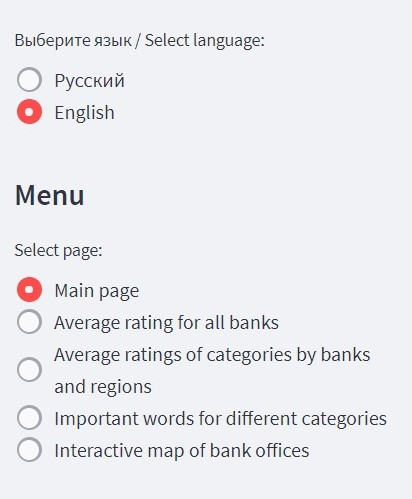 Выберите язык / Select language:
Русский
English
Menu
Select page:
Main page
Average rating for all banks
Average ratings of categories by banks
and regions
Important words for different categories
Interactive map of bank offices